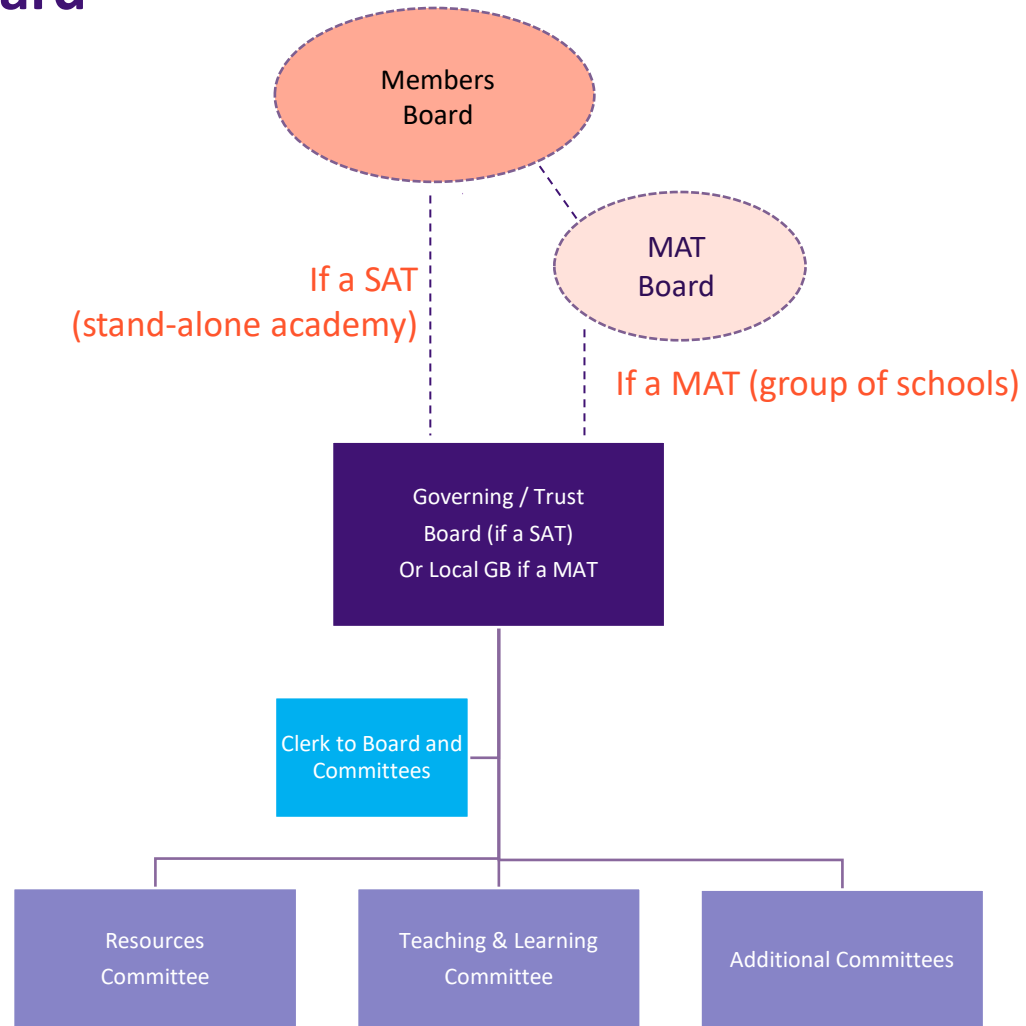 Members
Board
MAT
Board
If a SAT
(stand-alone academy)
If a MAT (group of schools)
Governing / Trust
Board (if a SAT)
Or Local GB if a MAT
Clerk to Board and
Committees
Resources
Committee
Teaching & Learning
Committee
Additional Committees